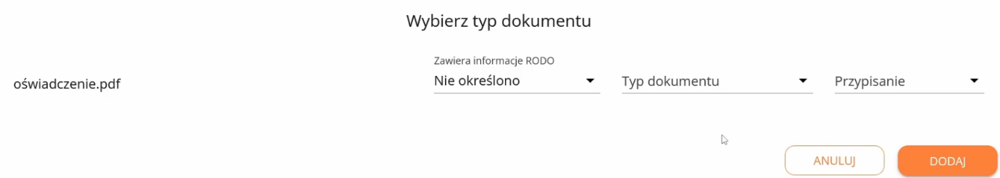 Wybierz typ dokumentu
Zawiera informacje RODO
oświadczenie.pdf
Nie określono
Typ dokumentu
Przypisanie
ANULUJ
DODAJ